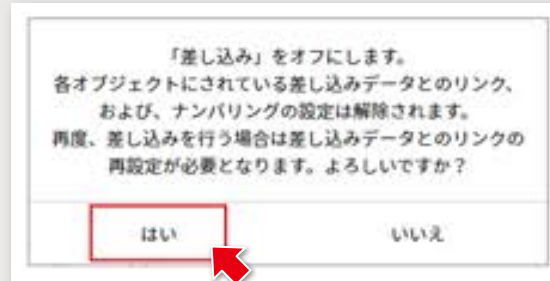 「差し込み」をオフにします。
各オブジェクトにされている差し込みデータとのリンク、
および、ナンバリングの設定は解除されます。
再度、差し込みを行う場合は差し込みデータとのリンクの
再設定が必要となります。よろしいですか？
はい
いいえ